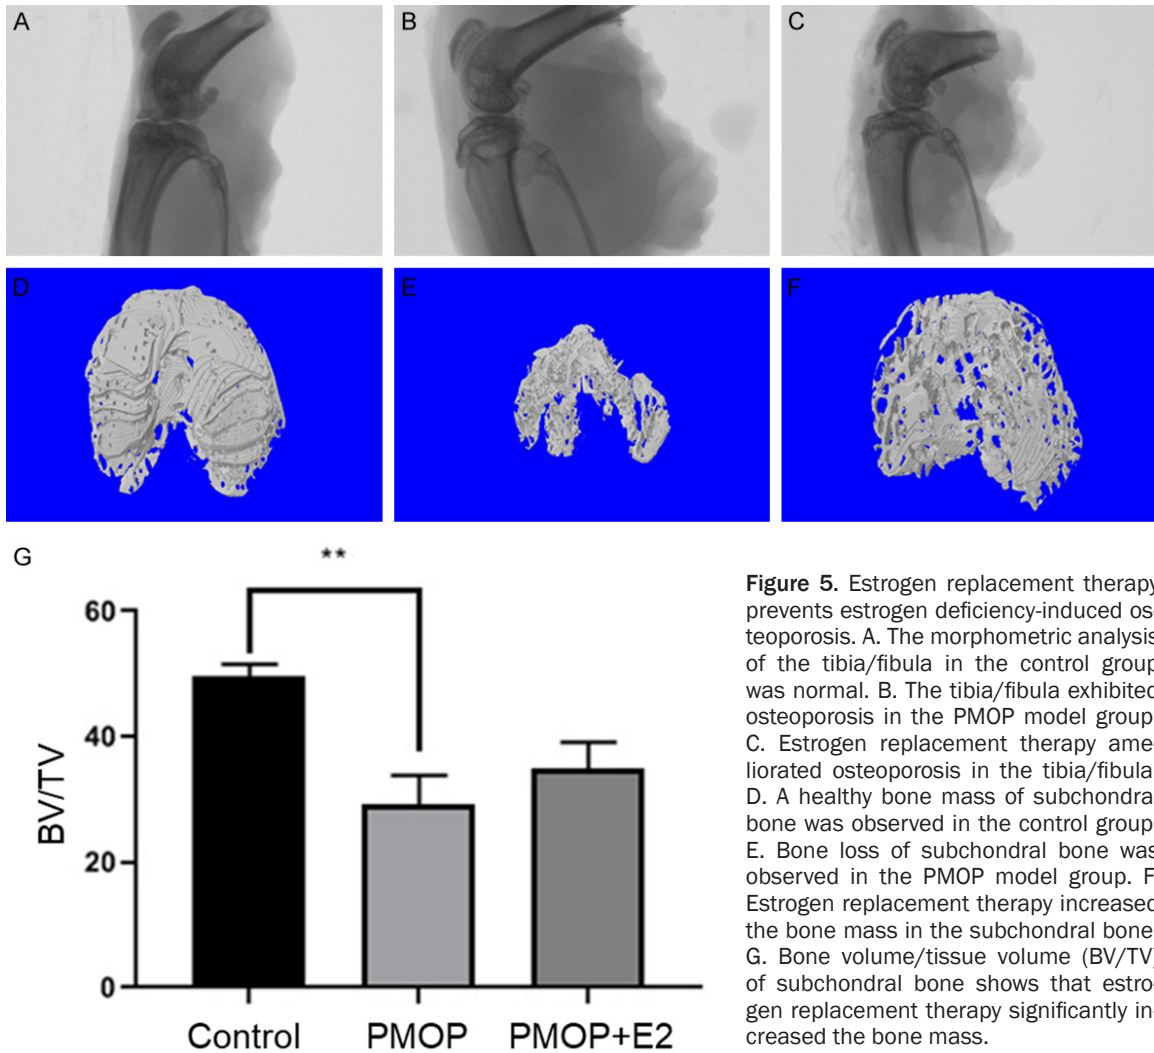 A
B
C
D
E
F
G
**
60
40
20
0
BV/TV
Control
PMOP
PMOP+E2
Figure 5. Estrogen replacement therapy
prevents estrogen deficiency-induced os-
teoporosis. A. The morphometric analysis
of the tibia/fibula in the control group
was normal. B. The tibia/fibula exhibited
osteoporosis in the PMOP model group
C. Estrogen replacement therapy ame-
liorated osteoporosis in the tibia/fibula
D. A healthy bone mass of subchondra
bone was observed in the control group
E. Bone loss of subchondral bone was
observed in the PMOP model group. F
Estrogen replacement therapy increased
the bone mass in the subchondral bone
G. Bone volume/tissue volume (BV/TV)
of subchondral bone shows that estro-
gen replacement therapy significantly in-
creased the bone mass.